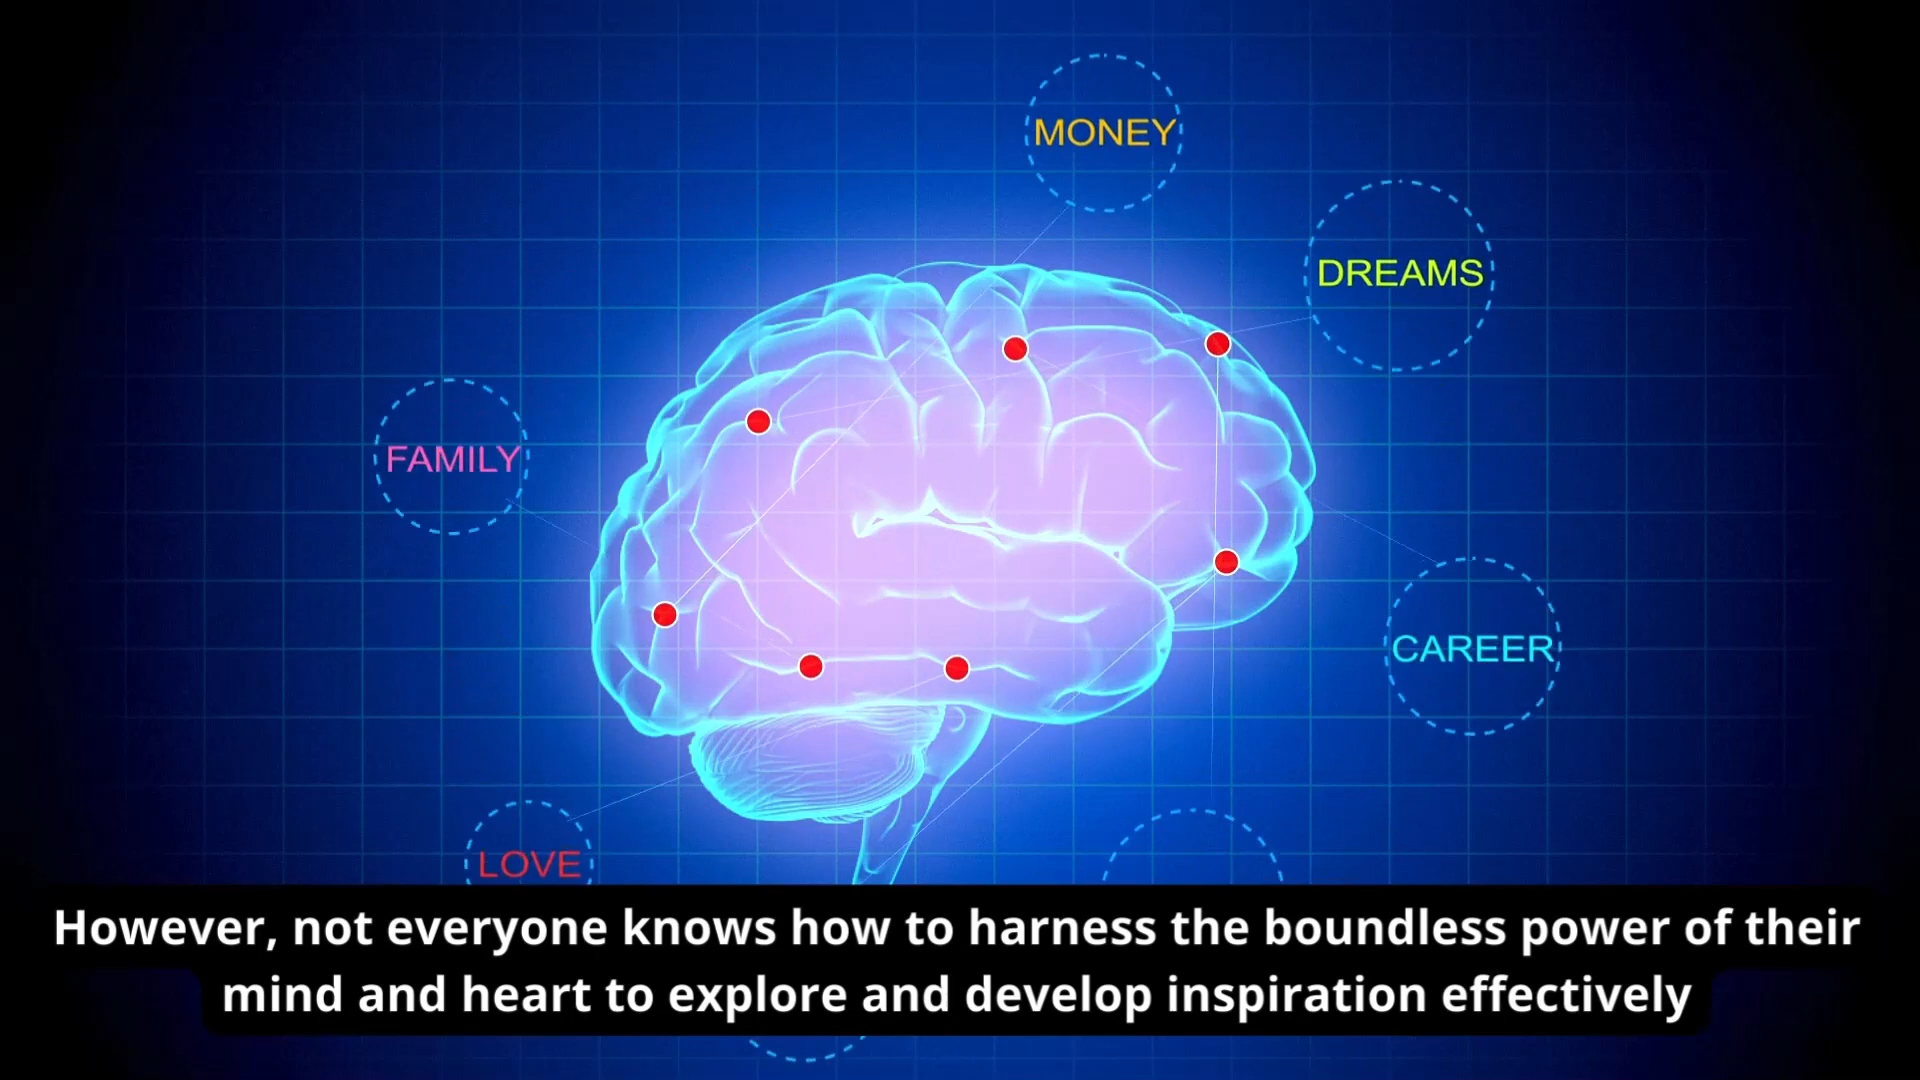 MONEY
DREAMS
FAMILY
CAREER
LOVE
However, not everyone knows how to harness the boundless power of their
mind and heart to explore and develop inspiration effectively